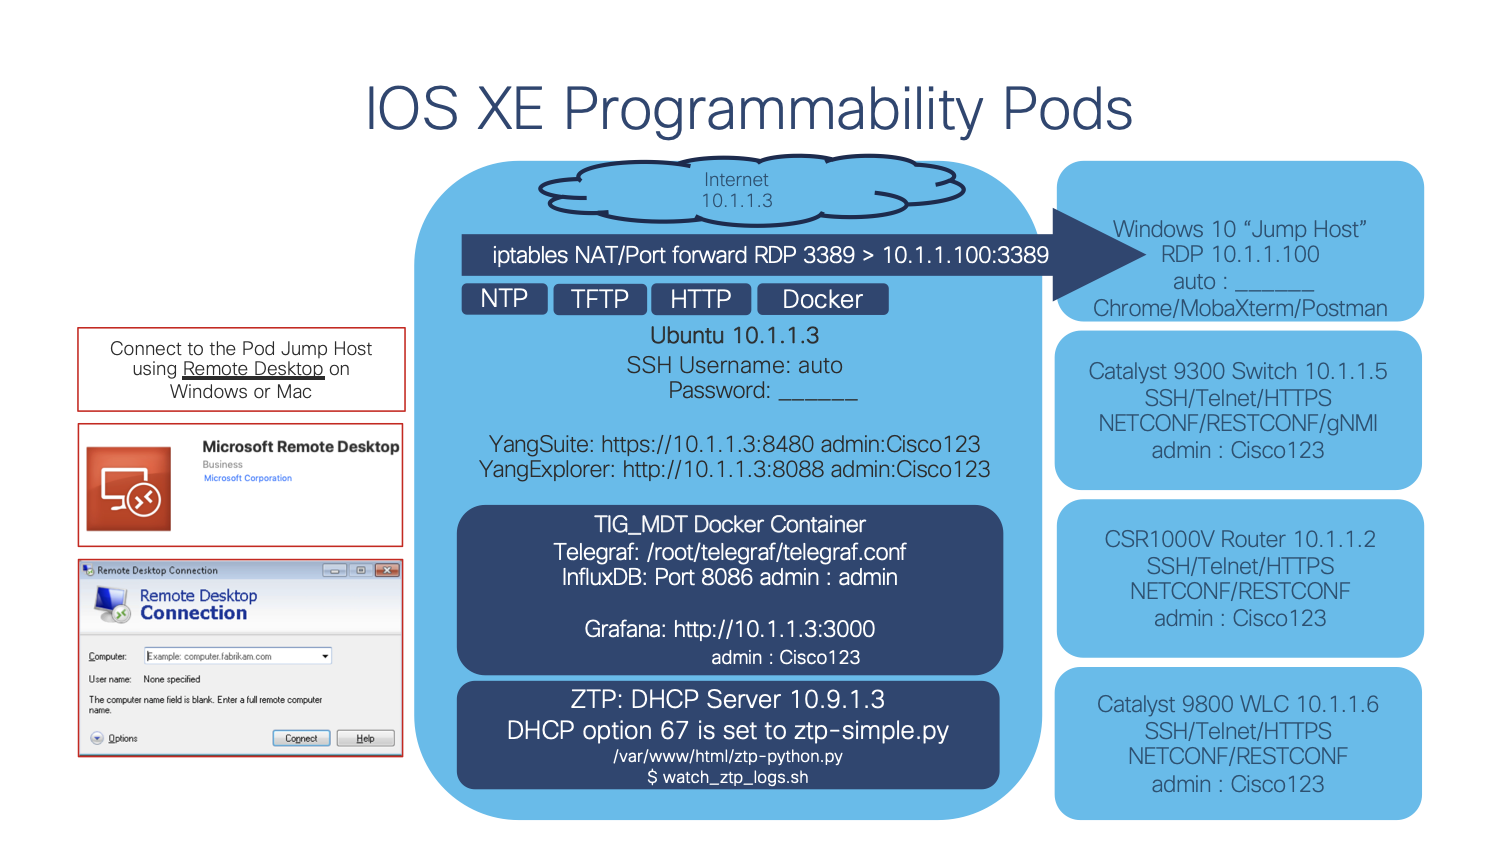 IOS XE Programmability Pods
Internet
10.1.1.3
iptables NAT/Port forward RDP 3389 > 10.1.1.100:3389
NTP
TFTP
HTTP
Docker
Ubuntu 10.1.1.3
SSH Username: auto
Password: ______
YangSuite: https://10.1.1.3:8480 admin:Cisco123
YangExplorer: http://10.1.1.3:8088 admin:Cisco123
TIG_MDT Docker Container
Telegraf: /root/telegraf/telegraf.conf
InfluxDB: Port 8086 admin : admin
Grafana: http://10.1.1.3:3000
admin : Cisco123
ZTP: DHCP Server 10.9.1.3
DHCP option 67 is set to ztp-simple.py
/var/www/html/ztp-python.py
$ watch_ztp_logs.sh
Connect to the Pod Jump Host
using Remote Desktop on
Windows or Mac
Microsoft Remote Desktop
Business
Microsoft Corporation
Remote Desktop Connection
Remote Desktop
Connection
Computer: Example: computer.fabrikam.com
User name: None specified
The computer name field is blank. Enter a full remote computer
name.
Options
Connect
Help
Windows 10 “Jump Host”
RDP 10.1.1.100
auto : ______
Chrome/MobaXterm/Postman
Catalyst 9300 Switch 10.1.1.5
SSH/Telnet/HTTPS
NETCONF/RESTCONF/gNMI
admin : Cisco123
CSR1000V Router 10.1.1.2
SSH/Telnet/HTTPS
NETCONF/RESTCONF
admin : Cisco123
Catalyst 9800 WLC 10.1.1.6
SSH/Telnet/HTTPS
NETCONF/RESTCONF
admin : Cisco123